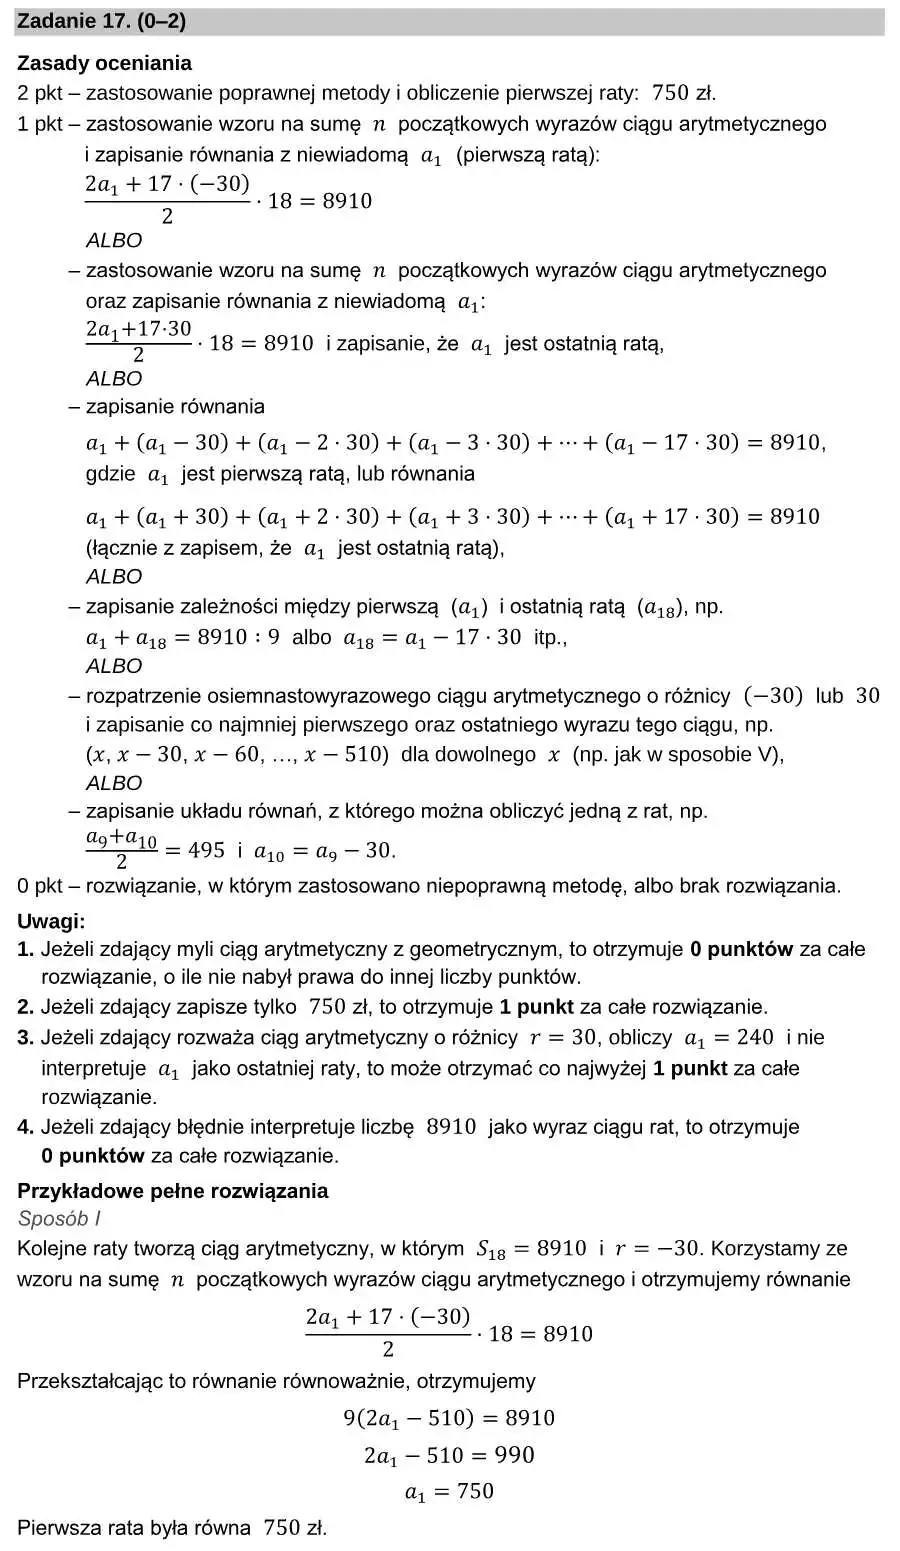 Zadanie 17. (0–2)
Zasady oceniania
2 pkt – zastosowanie poprawnej metody i obliczenie pierwszej raty: 750 zł.
1 pkt – zastosowanie wzoru na sumę n początkowych wyrazów ciągu arytmetycznego
i zapisanie równania z niewiadomą a₁ (pierwszą ratą):
(2a₁ + 17 · (−30))/2 · 18 = 8910
ALBO
– zastosowanie wzoru na sumę n początkowych wyrazów ciągu arytmetycznego
oraz zapisanie równania z niewiadomą a₁:
(2a₁+17·30)/2 · 18 = 8910 i zapisanie, że a₁ jest ostatnią ratą,
ALBO
– zapisanie równania
a₁ + (a₁ − 30) + (a₁ − 2 · 30) + (a₁ − 3 · 30) + ⋯ + (a₁ − 17 · 30) = 8910,
gdzie a₁ jest pierwszą ratą, lub równania
a₁ + (a₁ + 30) + (a₁ + 2 · 30) + (a₁ + 3 · 30) + ⋯ + (a₁ + 17 · 30) = 8910
(łącznie z zapisem, że a₁ jest ostatnią ratą),
ALBO
– zapisanie zależności między pierwszą (a₁) i ostatnią ratą (a₁₈), np.
a₁ + a₁₈ = 8910 : 9 albo a₁₈ = a₁ − 17 · 30 itp.,
ALBO
– rozpatrzenie osiemnastowyrazowego ciągu arytmetycznego o różnicy (−30) lub 30
i zapisanie co najmniej pierwszego oraz ostatniego wyrazu tego ciągu, np.
(x, x − 30, x − 60, …, x − 510) dla dowolnego x (np. jak w sposobie V),
ALBO
– zapisanie układu równań, z którego można obliczyć jedną z rat, np.
(a₉+a₁₀)/2 = 495 i a₁₀ = a₉ − 30.
0 pkt – rozwiązanie, w którym zastosowano niepoprawną metodę, albo brak rozwiązania.
Uwagi:
1. Jeżeli zdający myli ciąg arytmetyczny z geometrycznym, to otrzymuje 0 punktów za całe
rozwiązanie, o ile nie nabył prawa do innej liczby punktów.
2. Jeżeli zdający zapisze tylko 750 zł, to otrzymuje 1 punkt za całe rozwiązanie.
3. Jeżeli zdający rozważa ciąg arytmetyczny o różnicy r = 30, obliczy a₁ = 240 i nie
interpretuje a₁ jako ostatniej raty, to może otrzymać co najwyżej 1 punkt za całe
rozwiązanie.
4. Jeżeli zdający błędnie interpretuje liczbę 8910 jako wyraz ciągu rat, to otrzymuje
0 punktów za całe rozwiązanie.
Przykładowe pełne rozwiązania
Sposób I
Kolejne raty tworzą ciąg arytmetyczny, w którym S₁₈ = 8910 i r = −30. Korzystamy ze
wzoru na sumę n początkowych wyrazów ciągu arytmetycznego i otrzymujemy równanie
(2a₁ + 17 · (−30))/2 · 18 = 8910
Przekształcając to równanie równoważnie, otrzymujemy
9(2a₁ − 510) = 8910
2a₁ − 510 = 990
a₁ = 750
Pierwsza rata była równa 750 zł.